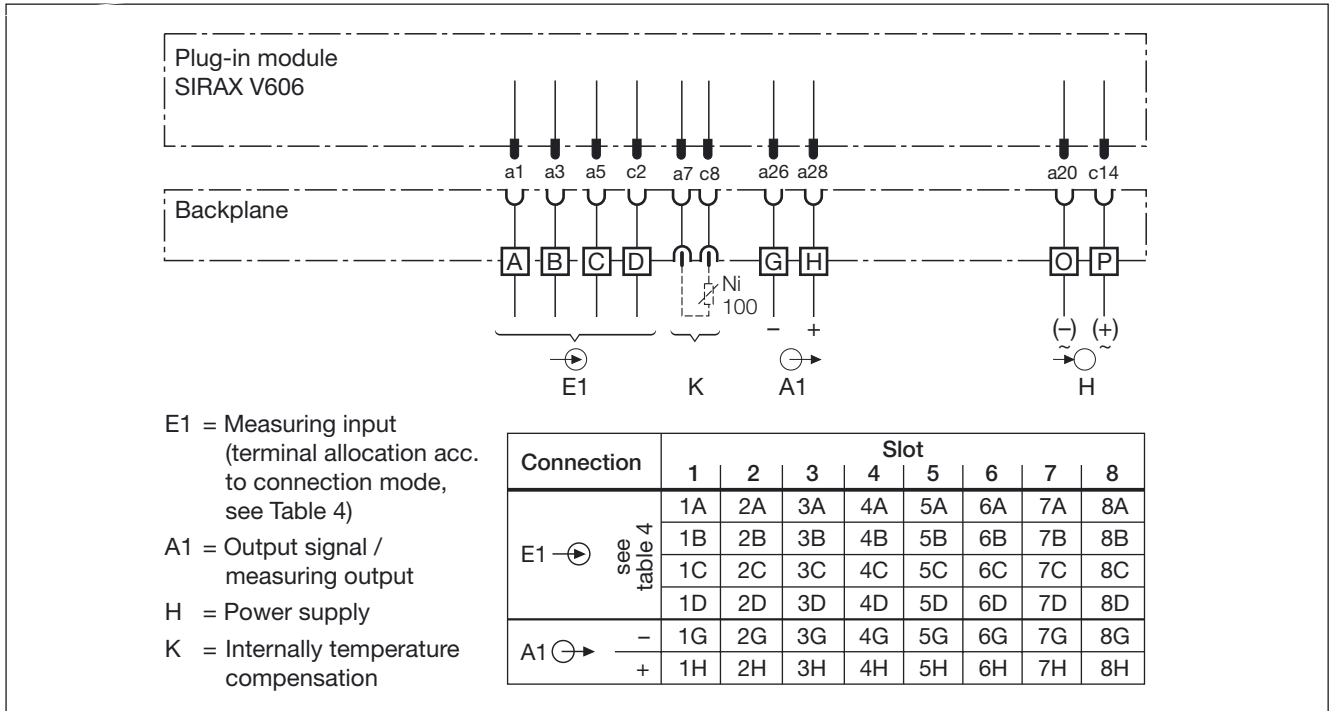 Plug-in module
SIRAX V606
a1 a3 a5 c2 a7 c8 a26 a28 a20 c14
Backplane
A B C D G H O P
Ni
100
– + (–) (+)
~ ~
E1 K A1 H
E1 = Measuring input
(terminal allocation acc.
to connection mode,
see Table 4)
A1 = Output signal /
measuring output
H = Power supply
K = Internally temperature
compensation
Connection Slot
1 2 3 4 5 6 7 8
E1 see table 4
1A 2A 3A 4A 5A 6A 7A 8A
1B 2B 3B 4B 5B 6B 7B 8B
1C 2C 3C 4C 5C 6C 7C 8C
1D 2D 3D 4D 5D 6D 7D 8D
A1
– 1G 2G 3G 4G 5G 6G 7G 8G
+ 1H 2H 3H 4H 5H 6H 7H 8H